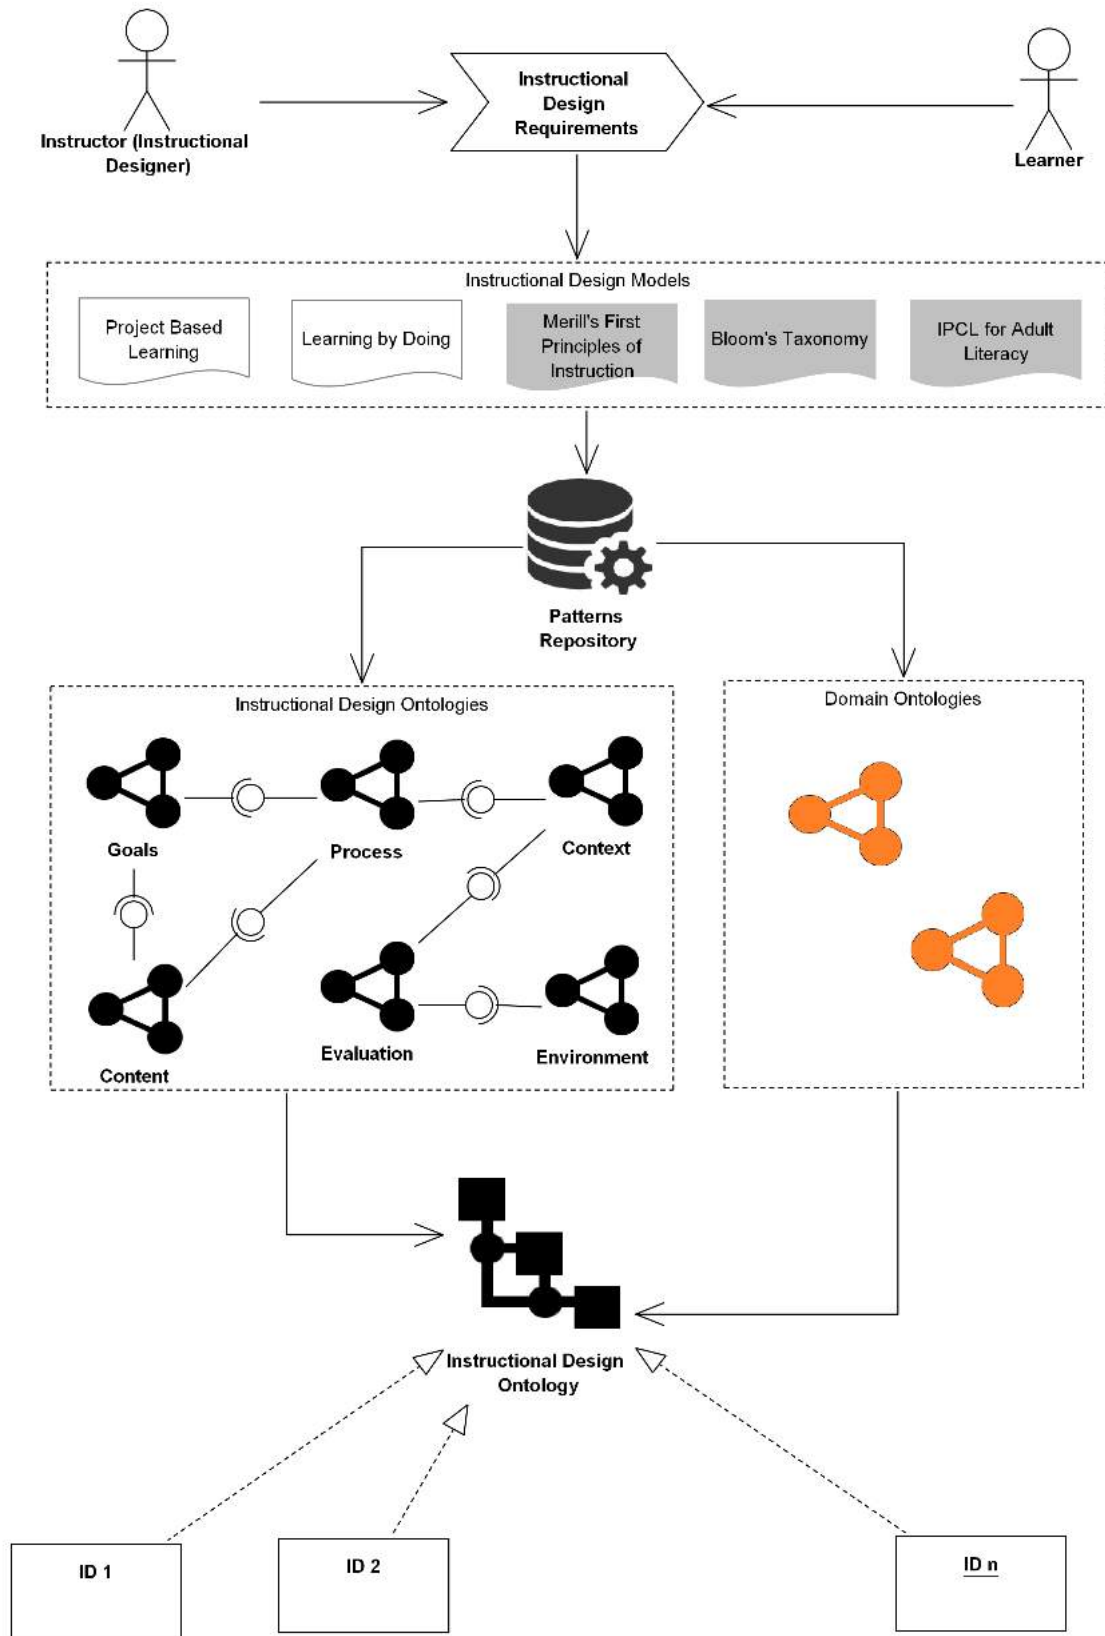 Instructional
Design
Requirements
Instructor (Instructional
Designer)
Learner
Instructional Design Models
Project Based
Learning
Learning by Doing
Merill's First
Principles of
Instruction
Bloom's Taxonomy
IPCL for Adult
Literacy
Patterns
Repository
Instructional Design Ontologies
Domain Ontologies
Goals
Process
Context
Content
Evaluation
Environment
Instructional Design
Ontology
ID 1
ID 2
ID n